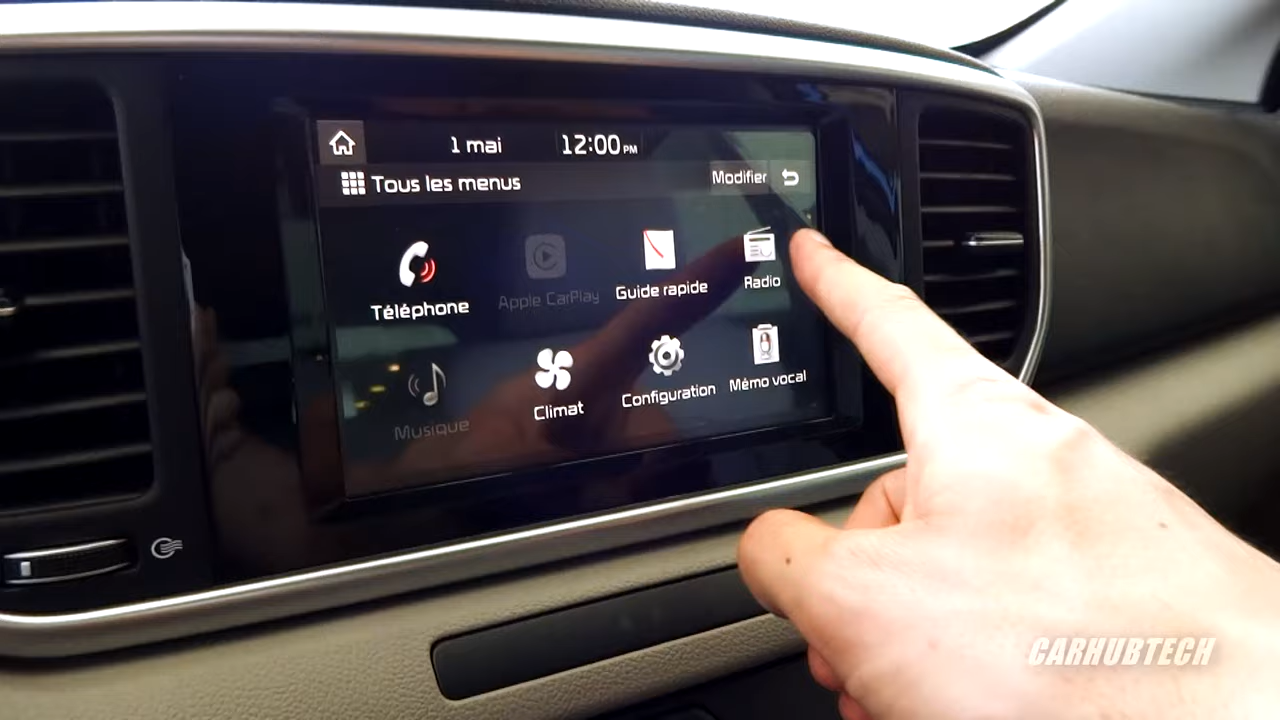 1 mai 12:00 PM
Tous les menus Modifier
Téléphone Apple CarPlay Guide rapide Radio
Musique Climat Configuration Mémo vocal
CARHUBTECH